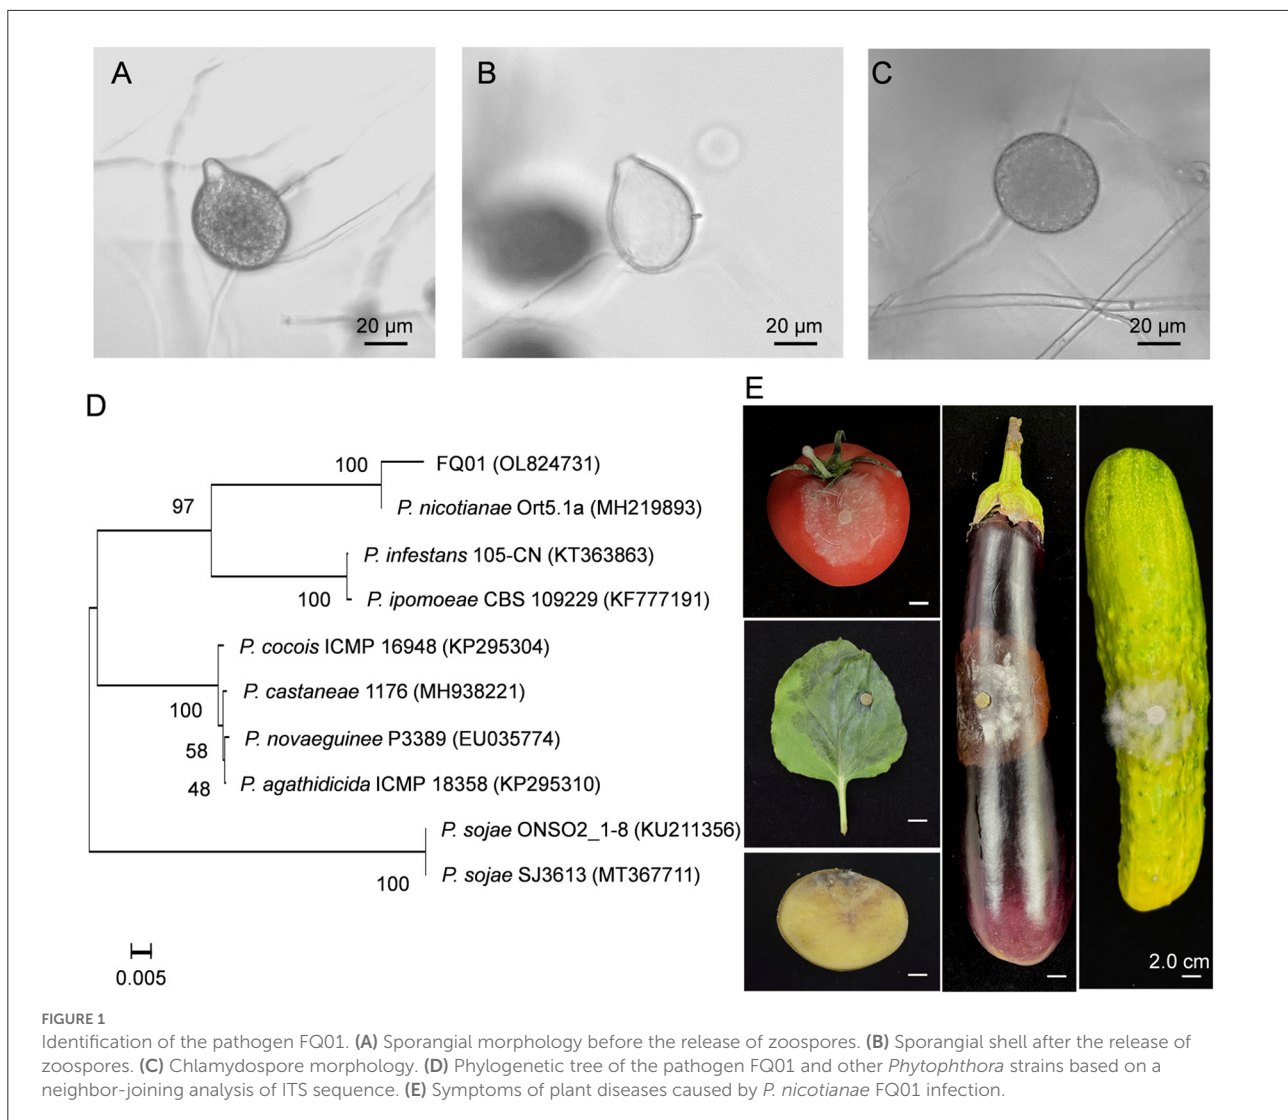 A
B
C
20 µm
20 µm
20 µm
D
E
100
FQ01 (OL824731)
97
P. nicotianae Ort5.1a (MH219893)
P. infestans 105-CN (KT363863)
100
P. ipomoeae CBS 109229 (KF777191)
P. cocois ICMP 16948 (KP295304)
P. castaneae 1176 (MH938221)
100
P. novaeguinee P3389 (EU035774)
58
P. agathidicida ICMP 18358 (KP295310)
48
P. sojae ONSO2_1-8 (KU211356)
P. sojae SJ3613 (MT367711)
100
0.005
2.0 cm
FIGURE 1
Identification of the pathogen FQ01. (A) Sporangial morphology before the release of zoospores. (B) Sporangial shell after the release of
zoospores. (C) Chlamydospore morphology. (D) Phylogenetic tree of the pathogen FQ01 and other Phytophthora strains based on a
neighbor-joining analysis of ITS sequence. (E) Symptoms of plant diseases caused by P. nicotianae FQ01 infection.